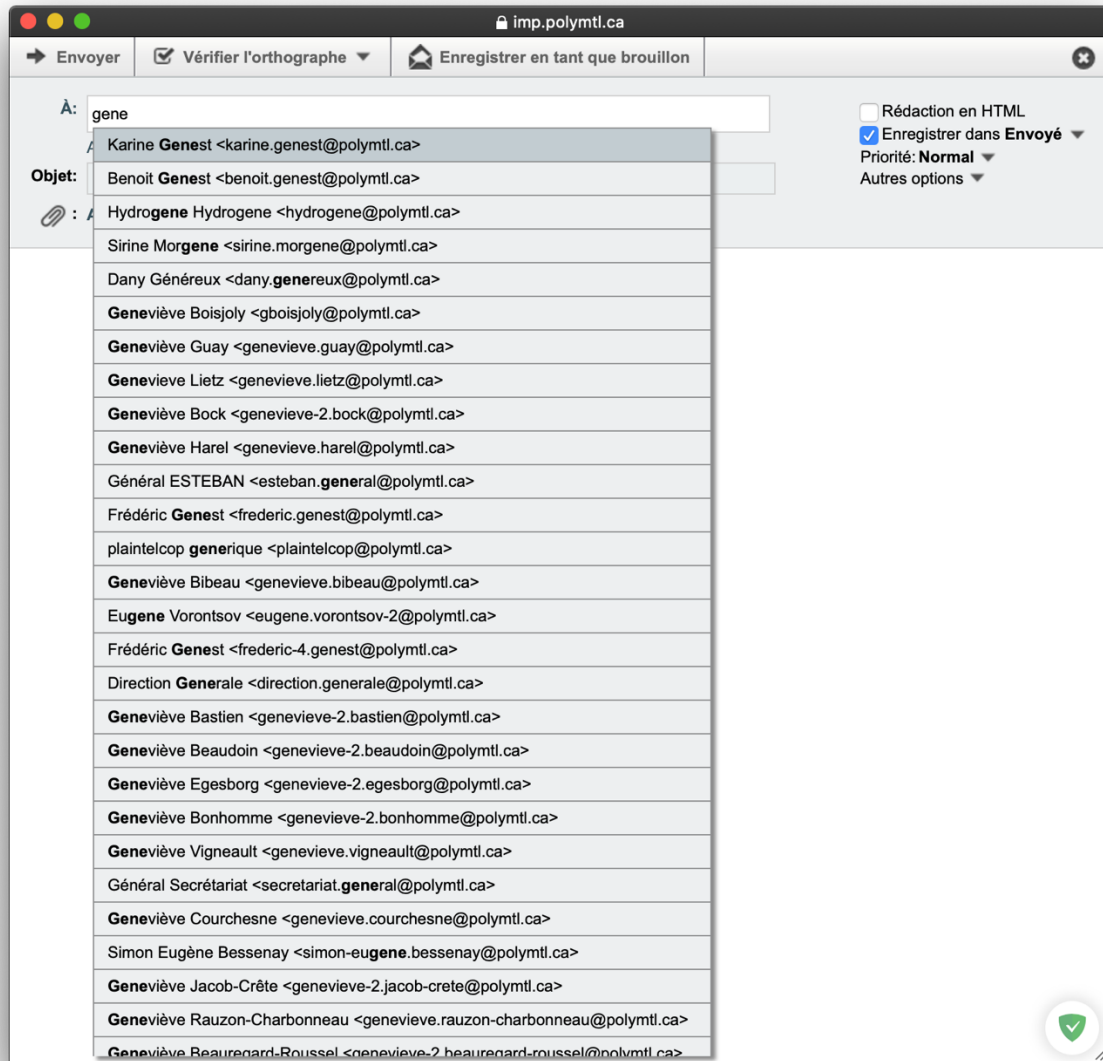 imp.polymtl.ca
Envoyer Vérifier l'orthographe Enregistrer en tant que brouillon
À: gene
Rédaction en HTML
Enregistrer dans Envoyé
Priorité: Normal
Autres options
Objet:
:
Karine Genest <karine.genest@polymtl.ca>
Benoit Genest <benoit.genest@polymtl.ca>
Hydrogene Hydrogene <hydrogene@polymtl.ca>
Sirine Morgene <sirine.morgene@polymtl.ca>
Dany Généreux <dany.genereux@polymtl.ca>
Geneviève Boisjoly <gboisjoly@polymtl.ca>
Geneviève Guay <genevieve.guay@polymtl.ca>
Genevieve Lietz <genevieve.lietz@polymtl.ca>
Geneviève Bock <genevieve-2.bock@polymtl.ca>
Geneviève Harel <genevieve.harel@polymtl.ca>
Général ESTEBAN <esteban.general@polymtl.ca>
Frédéric Genest <frederic.genest@polymtl.ca>
plaintelcop generique <plaintelcop@polymtl.ca>
Geneviève Bibeau <genevieve.bibeau@polymtl.ca>
Eugene Vorontsov <eugene.vorontsov-2@polymtl.ca>
Frédéric Genest <frederic-4.genest@polymtl.ca>
Direction Generale <direction.generale@polymtl.ca>
Geneviève Bastien <genevieve-2.bastien@polymtl.ca>
Geneviève Beaudoin <genevieve-2.beaudoin@polymtl.ca>
Geneviève Egesborg <genevieve-2.egesborg@polymtl.ca>
Geneviève Bonhomme <genevieve-2.bonhomme@polymtl.ca>
Geneviève Vigneault <genevieve.vigneault@polymtl.ca>
Général Secrétariat <secretariat.general@polymtl.ca>
Geneviève Courchesne <genevieve.courchesne@polymtl.ca>
Simon Eugène Bessenay <simon-eugene.bessenay@polymtl.ca>
Geneviève Jacob-Crête <genevieve-2.jacob-crete@polymtl.ca>
Geneviève Rauzon-Charbonneau <genevieve.rauzon-charbonneau@polymtl.ca>
Geneviève Beauregard-Roussel <genevieve-2.beauregard-roussel@polymtl.ca>